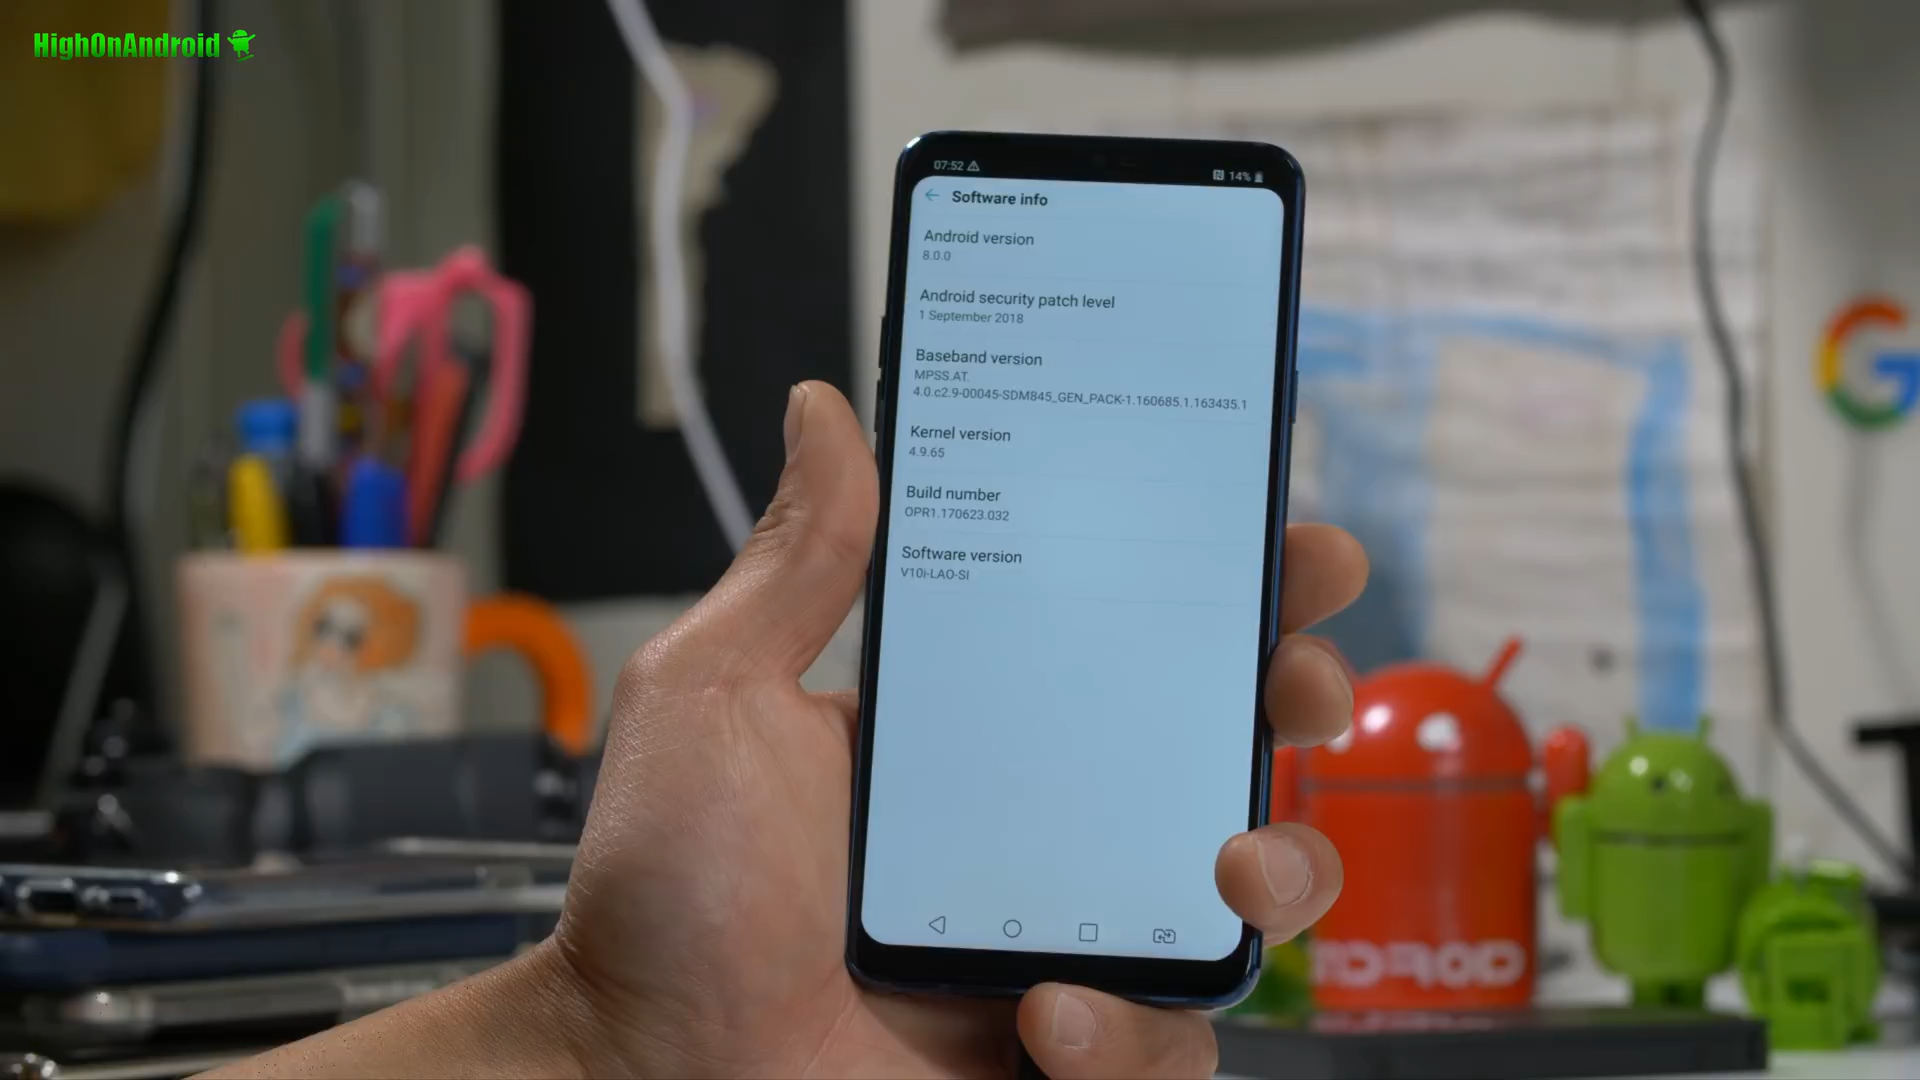 HighOnAndroid
07:52
14%
Software info
Android version
8.0.0
Android security patch level
1 September 2018
Baseband version
MPSS.AT.
4.0.c2.9-00045-SDM845_GEN_PACK-1.160685.1.163435.1
Kernel version
4.9.65
Build number
OPR1.170623.032
Software version
V10i-LAO-SI
G